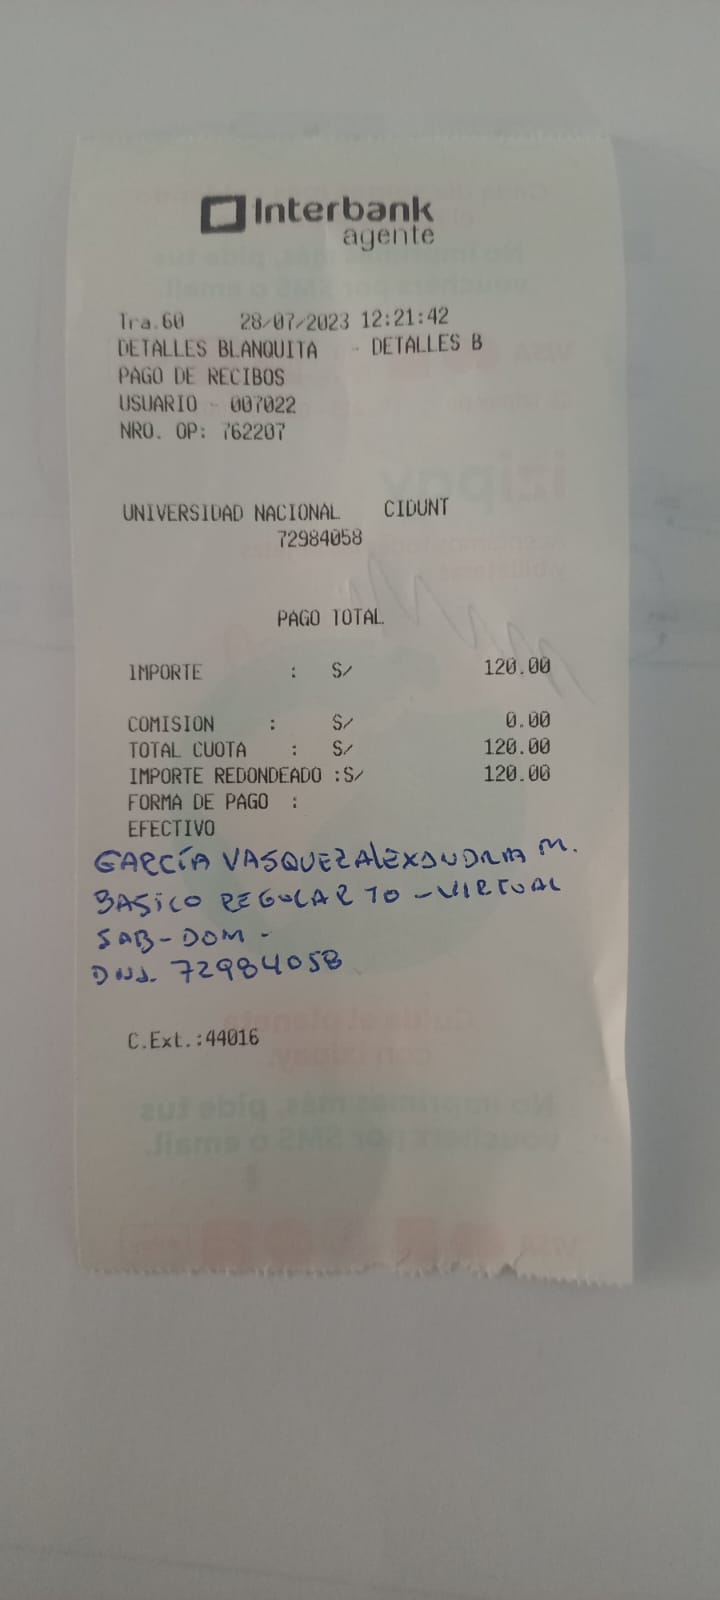 Interbank
agente
Tra.60 28/07/2023 12:21:42
DETALLES BLANQUITA - DETALLES B
PAGO DE RECIBOS
USUARIO - 007022
NRO. OP: 762207
UNIVERSIDAD NACIONAL CIDUNT
72984058
PAGO TOTAL
IMPORTE : S/ 120.00
COMISION : S/ 0.00
TOTAL CUOTA : S/ 120.00
IMPORTE REDONDEADO :S/ 120.00
FORMA DE PAGO :
EFECTIVO
GARCÍA VASQUEZ ALEXANDRA M.
BASICO REGULAR 10 - VIRTUAL
SAB - DOM -
DNI. 72984058
C.Ext.:44016